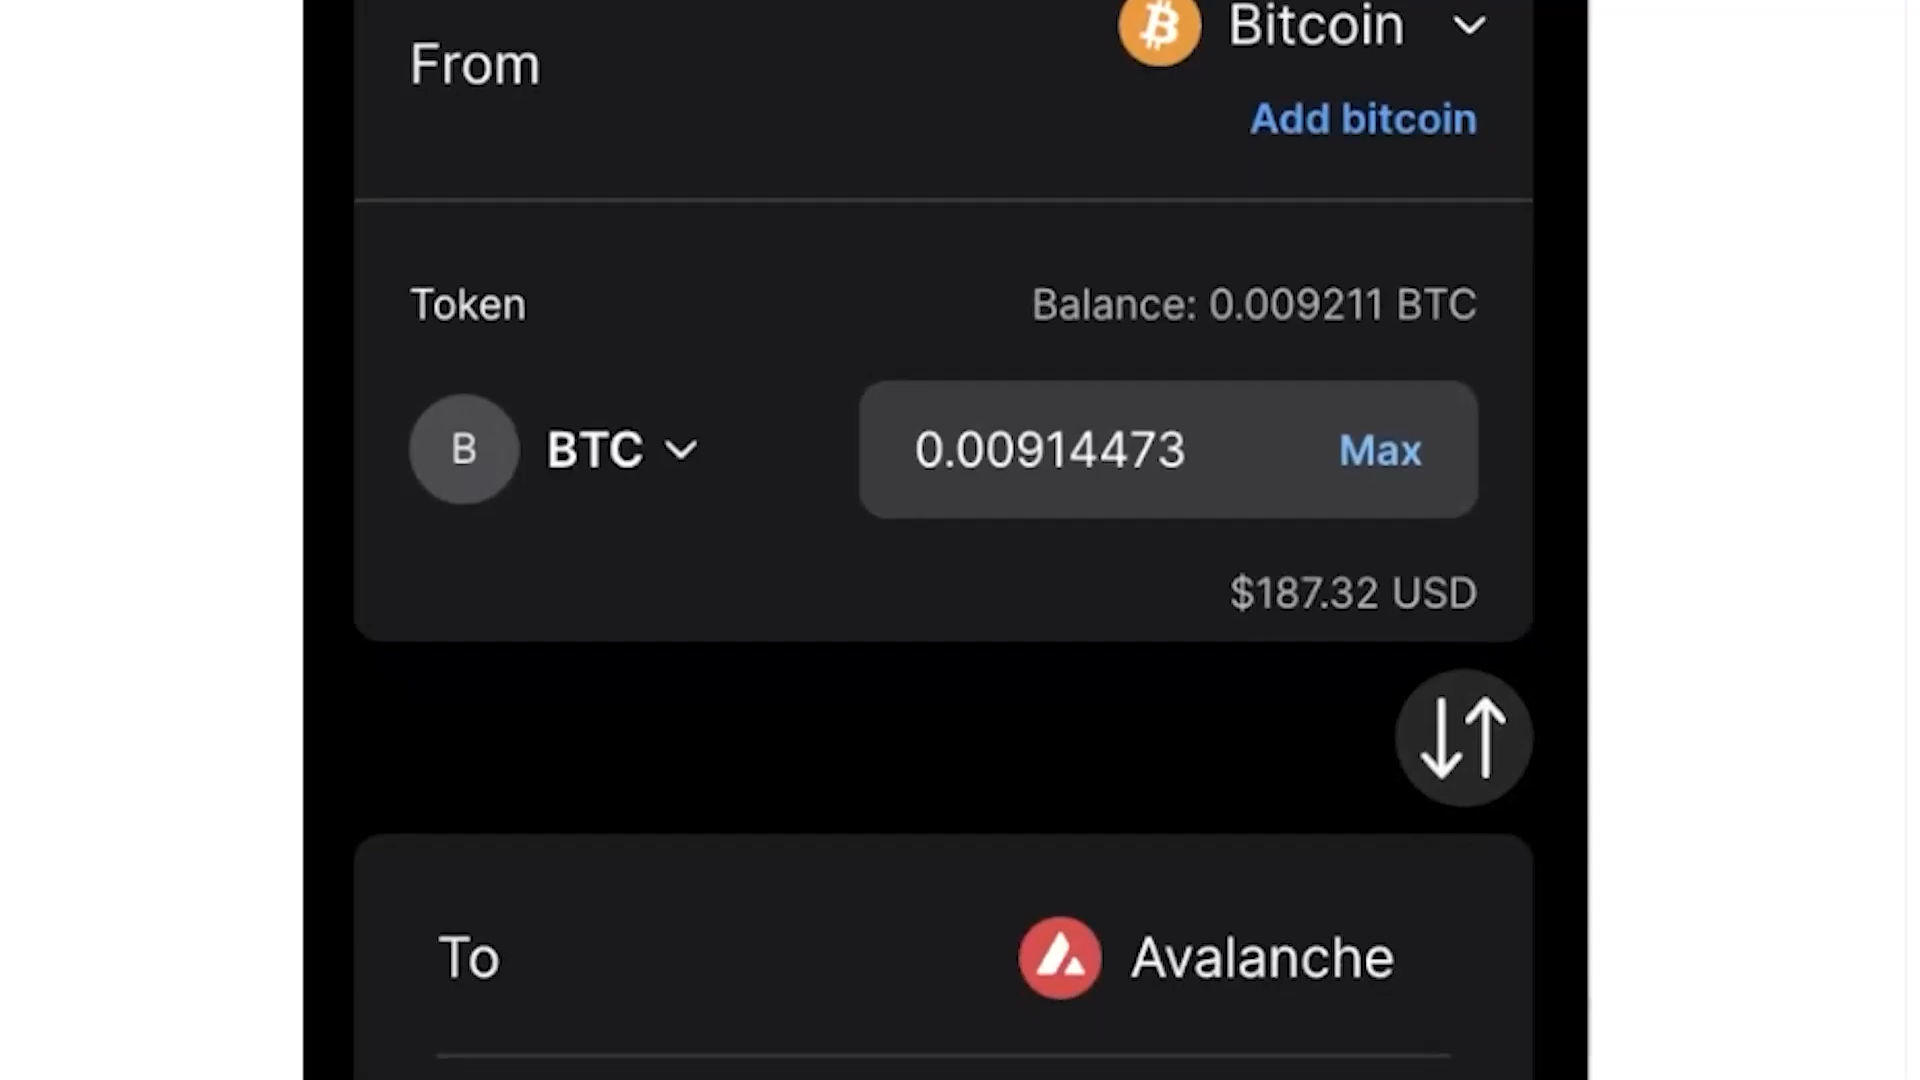 Bitcoin
From
Add bitcoin
Token
Balance: 0.009211 BTC
B
BTC
0.00914473
Max
$187.32 USD
To
Avalanche